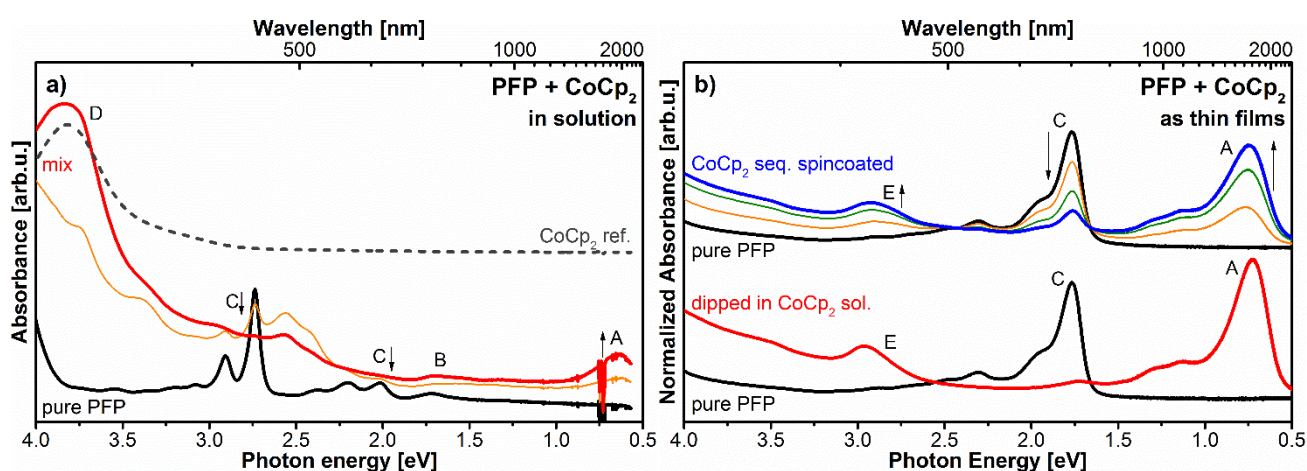 Wavelength [nm]
500 1000 2000
a)
PFP + CoCp2
in solution
D
mix
CoCp2 ref.
C
C
B
A
pure PFP
Absorbance [arb.u.]
4.0 3.5 3.0 2.5 2.0 1.5 1.0 0.5
Photon energy [eV]
Wavelength [nm]
500 1000 2000
b)
PFP + CoCp2
as thin films
C
A
CoCp2 seq. spincoated
E
pure PFP
C
A
dipped in CoCp2 sol.
E
pure PFP
Normalized Absorbance [arb.u.]
4.0 3.5 3.0 2.5 2.0 1.5 1.0 0.5
Photon Energy [eV]